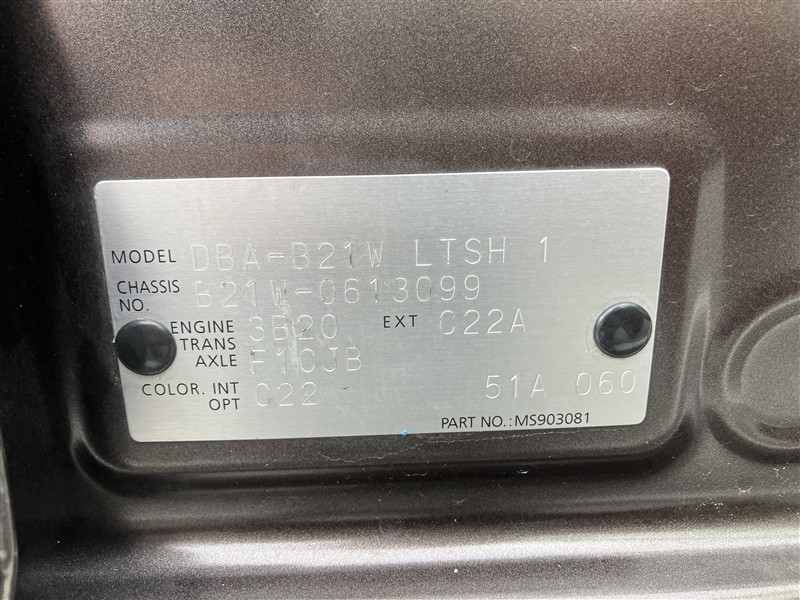 MODEL DBA-B21W LTSH 1
CHASSIS NO. B21W-0613099
ENGINE 3B20 EXT C22A
TRANS AXLE F1CJB
COLOR. INT OPT C22 51A 060
PART NO.: MS903081